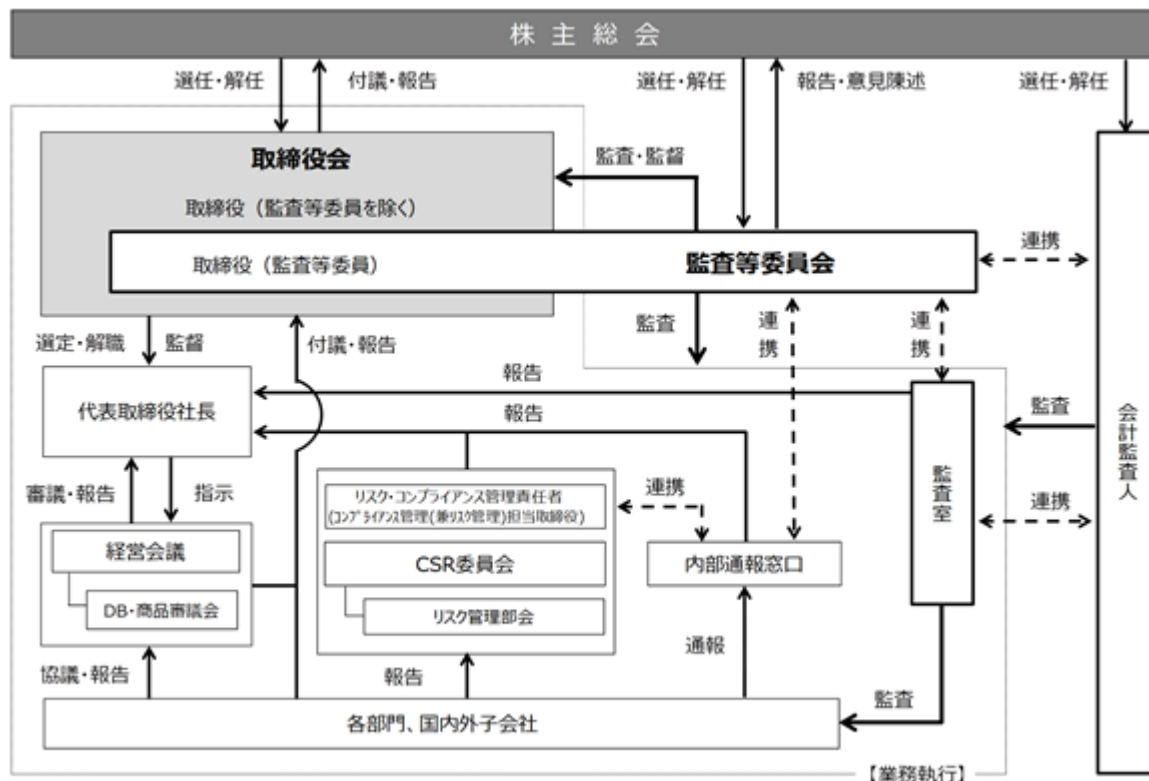 株主総会
選任・解任
付議・報告
選任・解任
報告・意見陳述
選任・解任
取締役会
監査・監督
取締役（監査等委員を除く）
取締役（監査等委員）
監査等委員会
連携
選定・解職
監督
付議・報告
監査
連携
連携
報告
代表取締役社長
報告
監査
会計監査人
審議・報告
指示
リスク・コンプライアンス管理責任者
(コンプライアンス管理(兼リスク管理)担当取締役)
連携
監査室
連携
経営会議
CSR委員会
内部通報窓口
DB・商品審議会
リスク管理部会
協議・報告
報告
通報
監査
各部門、国内外子会社
【業務執行】